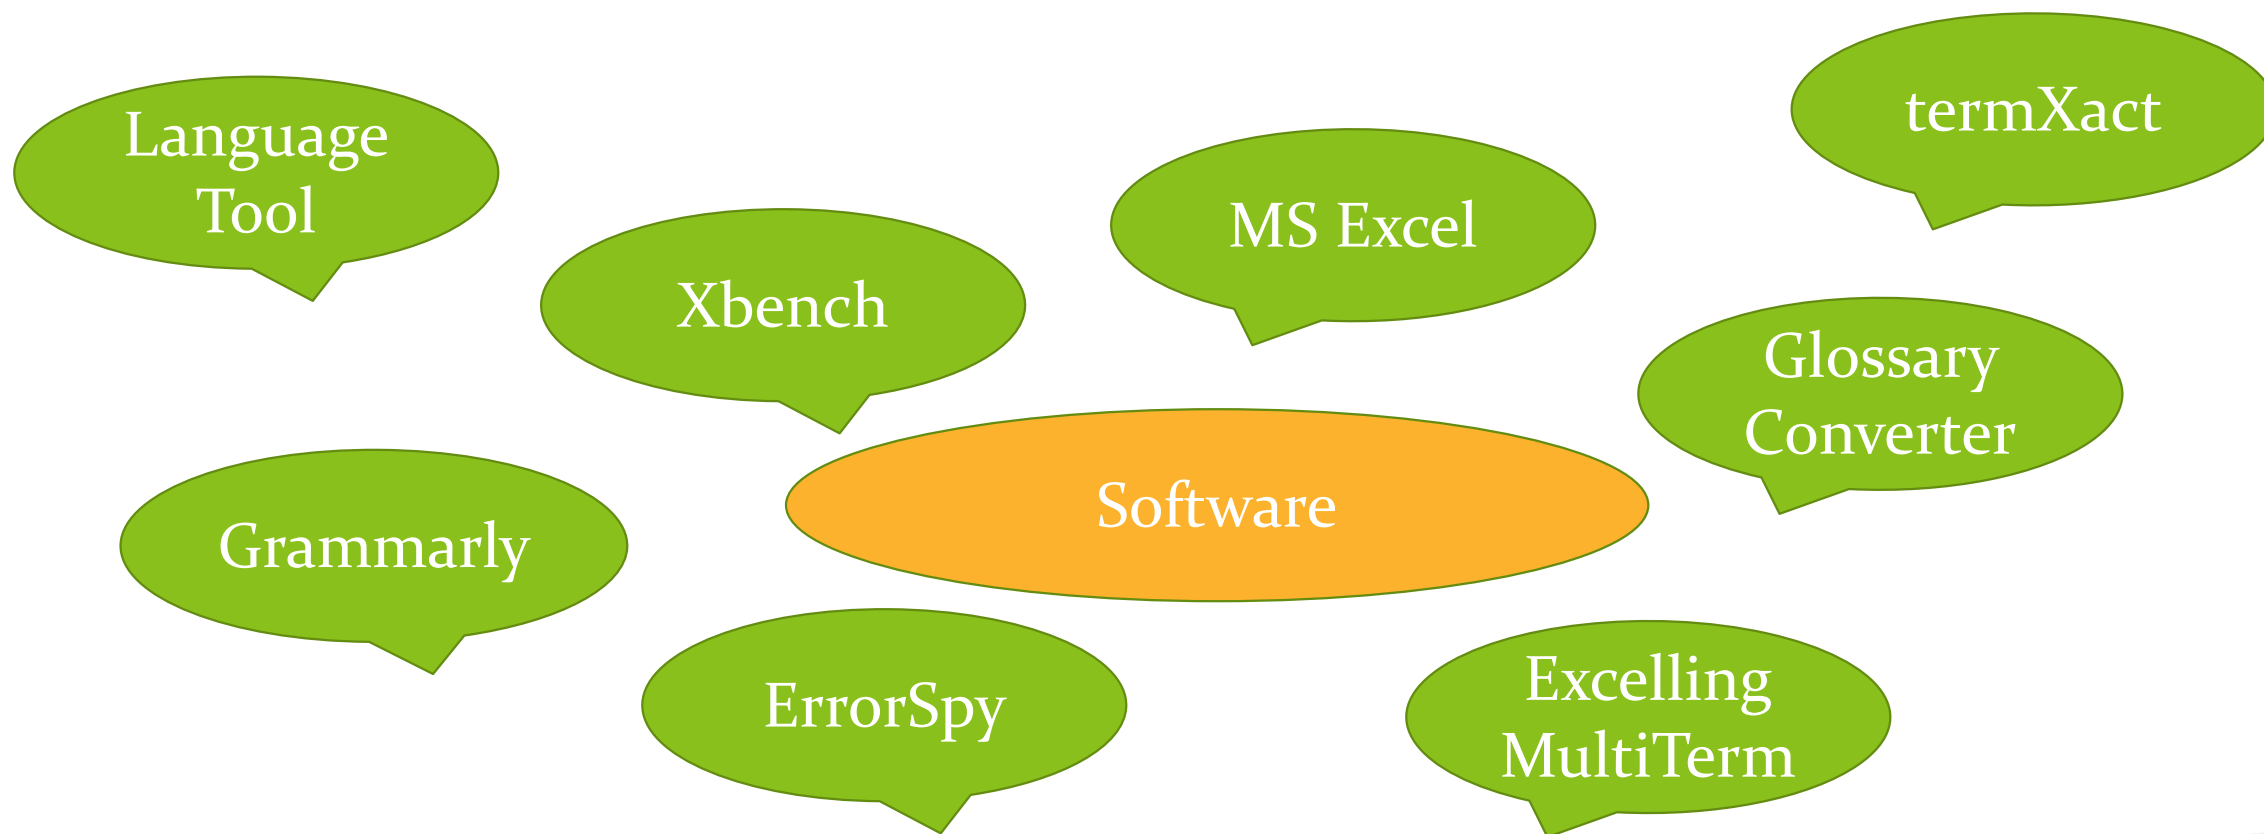 Language
Tool
Xbench
MS Excel
termXact
Glossary
Converter
Software
Grammarly
ErrorSpy
Excelling
MultiTerm